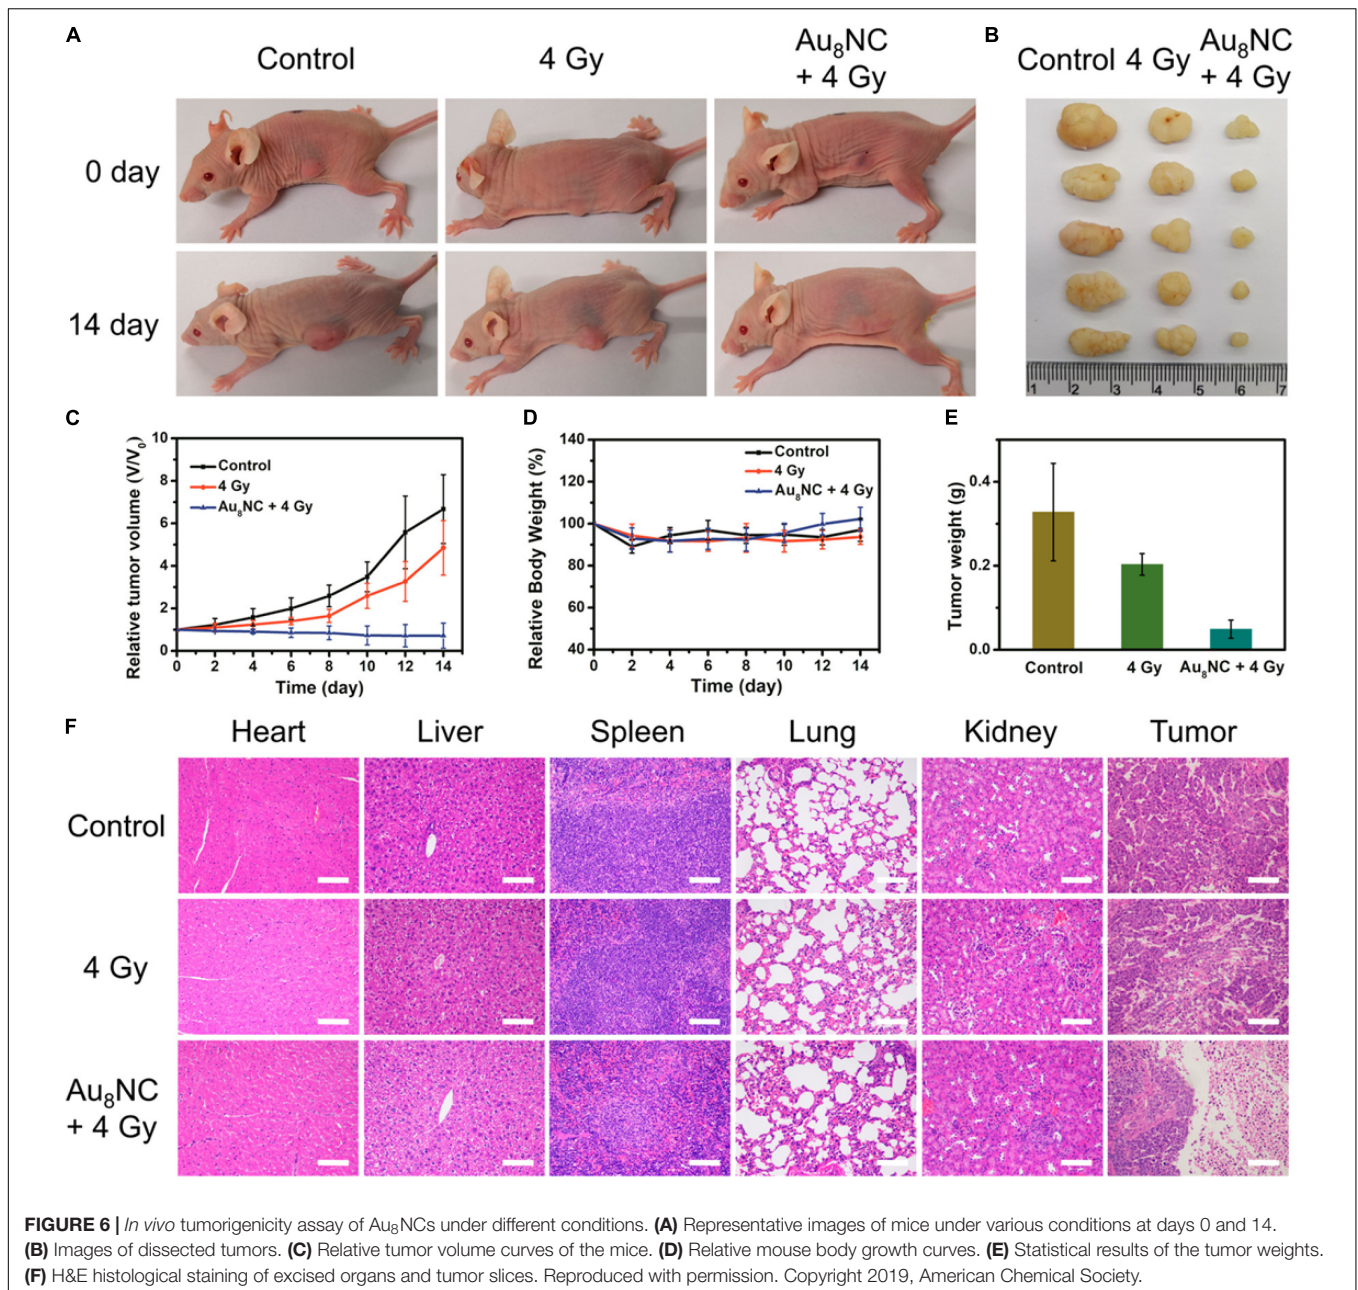 A
Control
4 Gy
Au₈NC
+ 4 Gy
0 day
14 day
B
Control 4 Gy Au₈NC
+ 4 Gy
1 2 3 4 5 6 7
C
Relative tumor volume (V/V₀)
10
8
6
4
2
0
Control
4 Gy
Au₈NC + 4 Gy
0 2 4 6 8 10 12 14
Time (day)
D
Relative Body Weight (%)
140
120
100
80
60
40
Control
4 Gy
Au₈NC + 4 Gy
0 2 4 6 8 10 12 14
Time (day)
E
Tumor weight (g)
0.4
0.2
0.0
Control 4 Gy Au₈NC + 4 Gy
F
Heart Liver Spleen Lung Kidney Tumor
Control
4 Gy
Au₈NC
+ 4 Gy
FIGURE 6 | In vivo tumorigenicity assay of Au₈NCs under different conditions. (A) Representative images of mice under various conditions at days 0 and 14.
(B) Images of dissected tumors. (C) Relative tumor volume curves of the mice. (D) Relative mouse body growth curves. (E) Statistical results of the tumor weights.
(F) H&E histological staining of excised organs and tumor slices. Reproduced with permission. Copyright 2019, American Chemical Society.